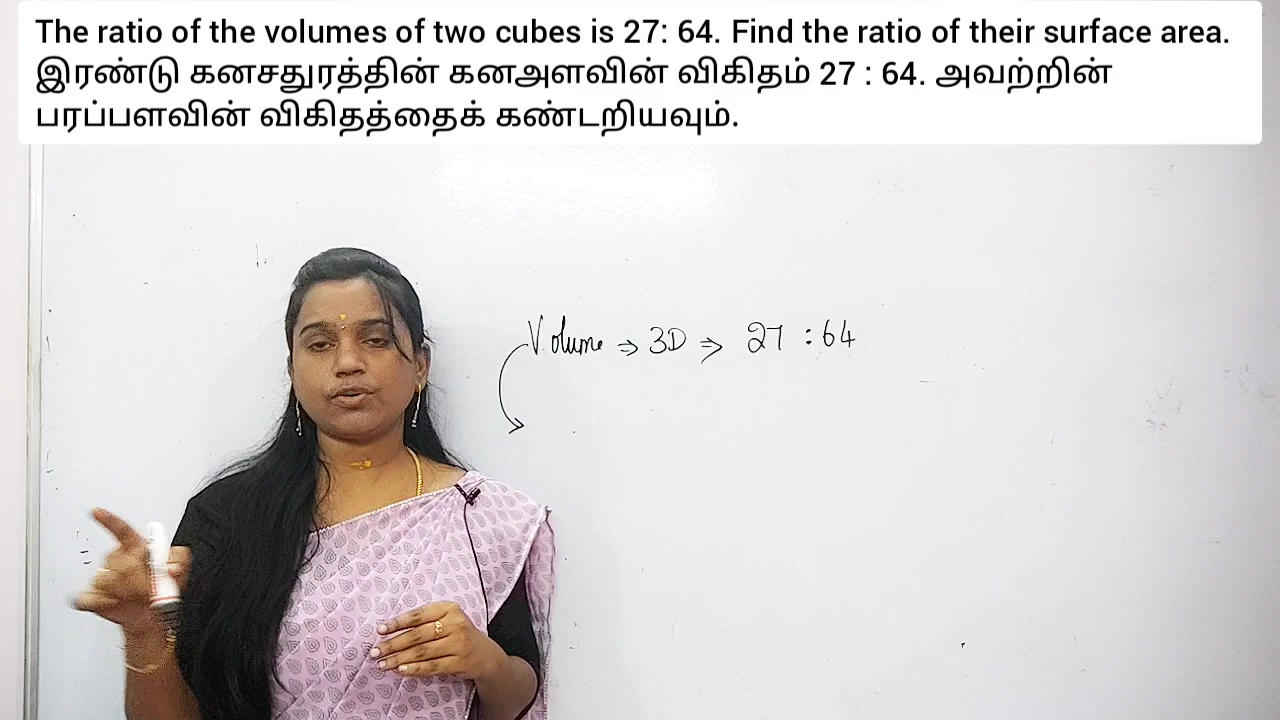 The ratio of the volumes of two cubes is 27: 64. Find the ratio of their surface area.
இரண்டு கனசதுரத்தின் கனஅளவின் விகிதம் 27 : 64. அவற்றின்
பரப்பளவின் விகிதத்தைக் கண்டறியவும்.
Volume ⇒ 3D ⇒ 27 : 64